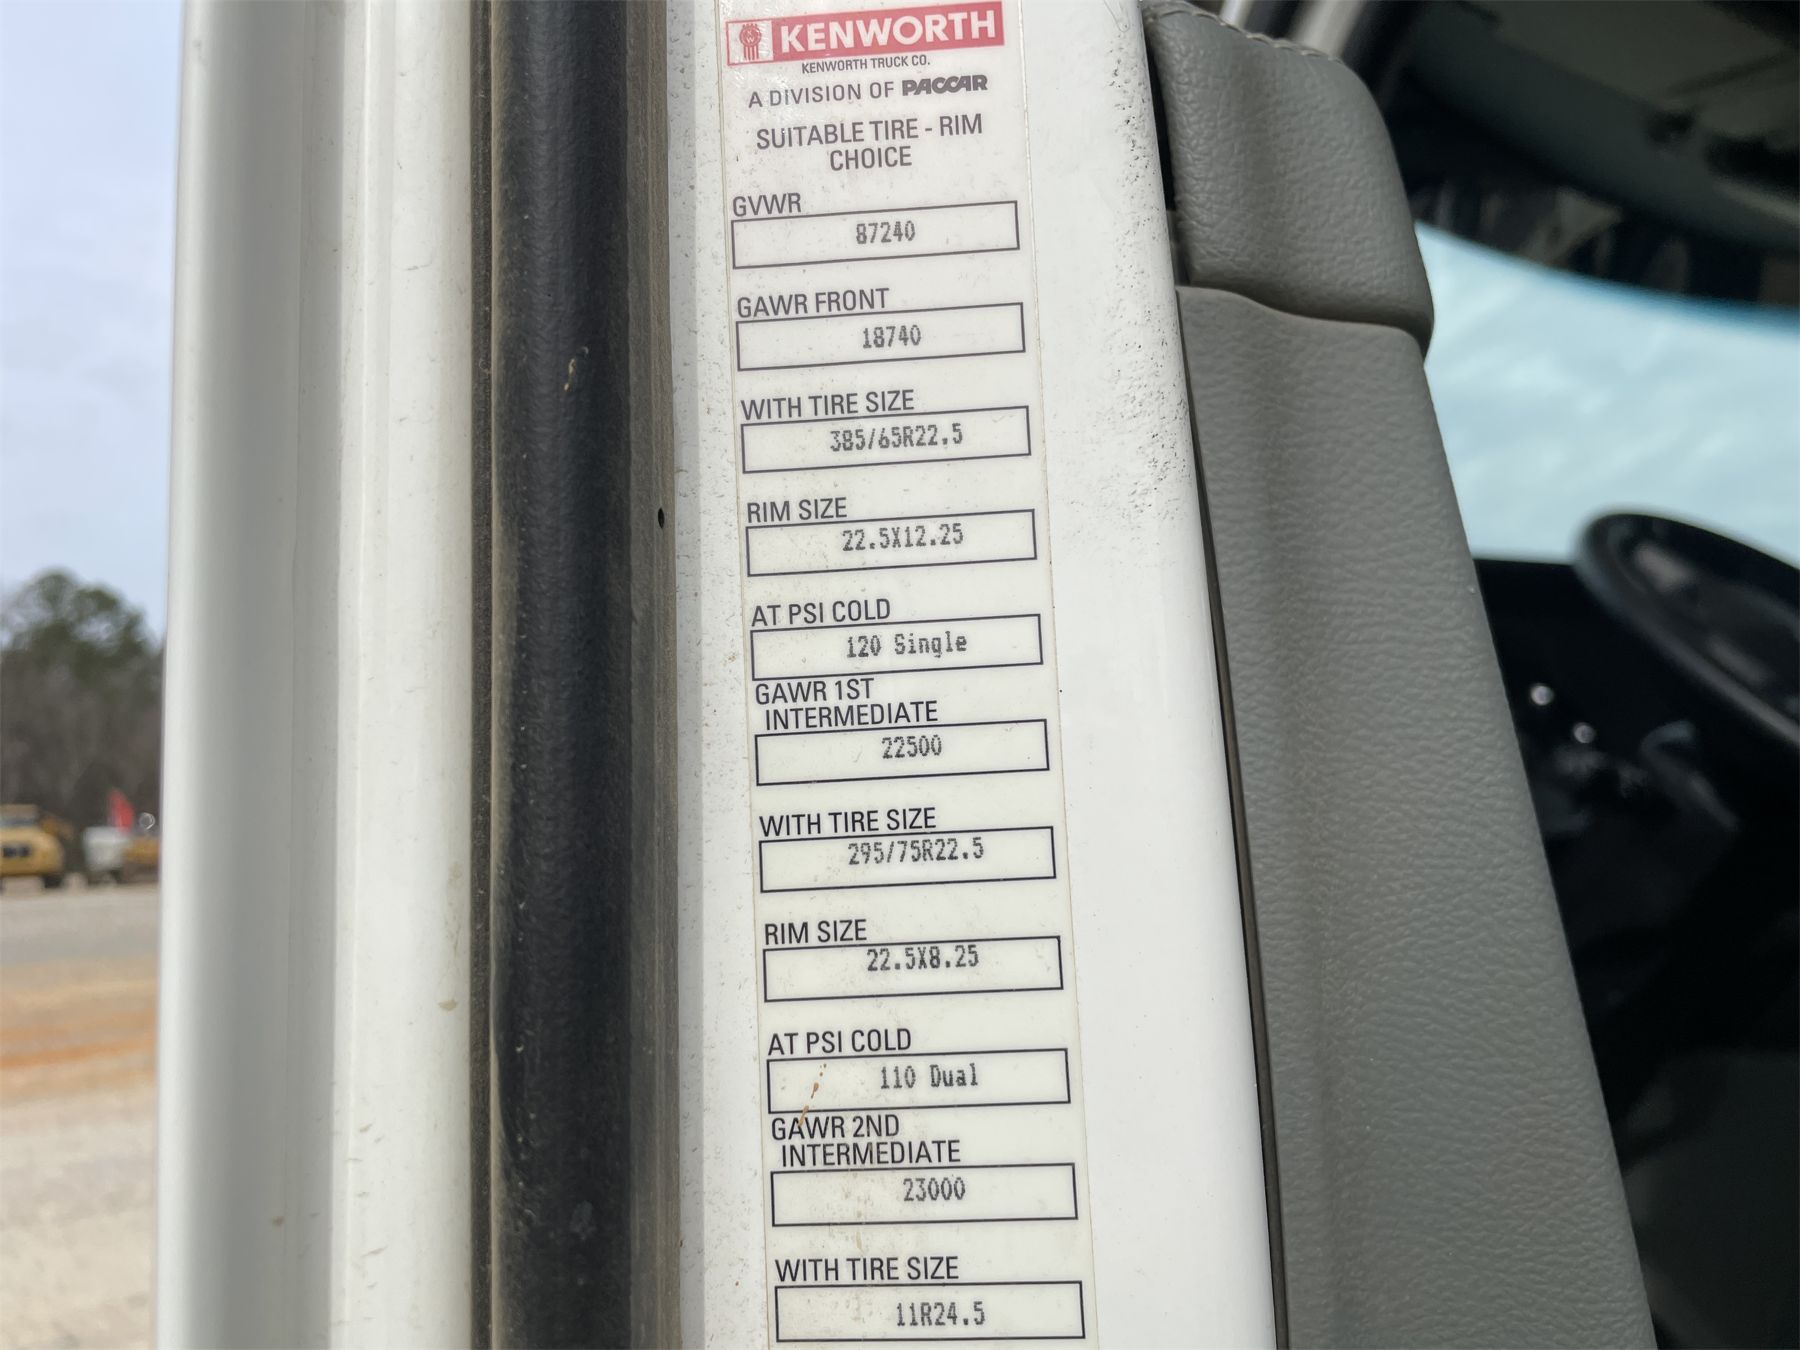 KENWORTH
KENWORTH TRUCK CO.
A DIVISION OF PACCAR
SUITABLE TIRE - RIM
CHOICE
GVWR
87240
GAWR FRONT
18740
WITH TIRE SIZE
385/65R22.5
RIM SIZE
22.5X12.25
AT PSI COLD
120 Single
GAWR 1ST
INTERMEDIATE
22500
WITH TIRE SIZE
295/75R22.5
RIM SIZE
22.5X8.25
AT PSI COLD
110 Dual
GAWR 2ND
INTERMEDIATE
23000
WITH TIRE SIZE
11R24.5